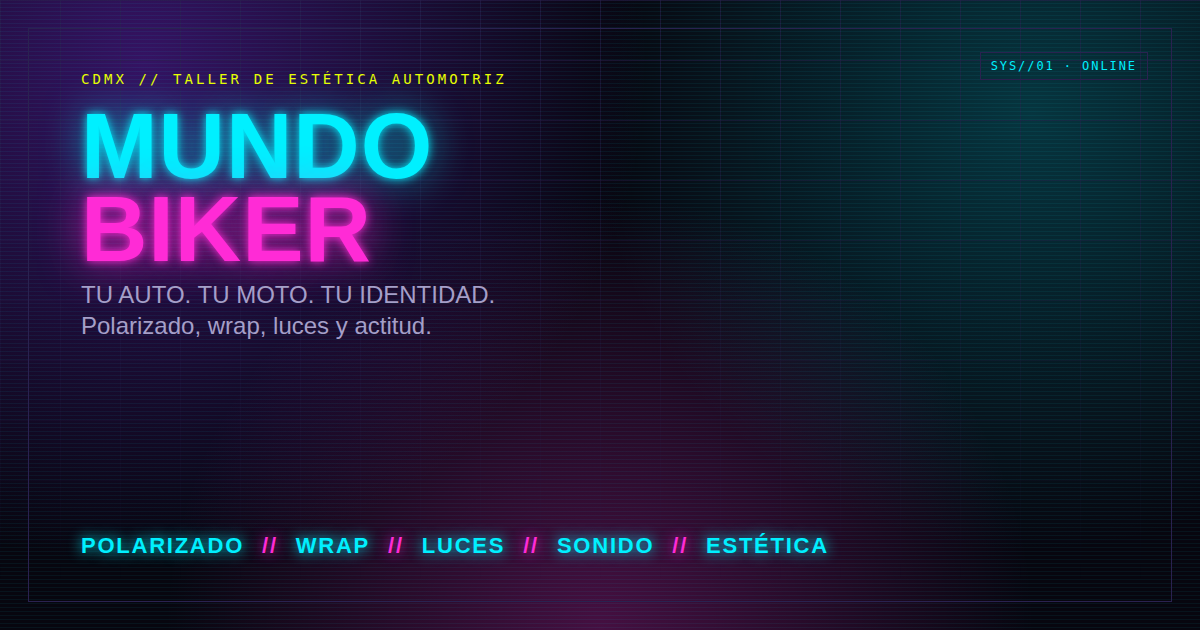 CDMX // TALLER DE ESTÉTICA AUTOMOTRIZ
SYS//01 · ONLINE
MUNDO
BIKER
TU AUTO. TU MOTO. TU IDENTIDAD.
Polarizado, wrap, luces y actitud.
POLARIZADO // WRAP // LUCES // SONIDO // ESTÉTICA